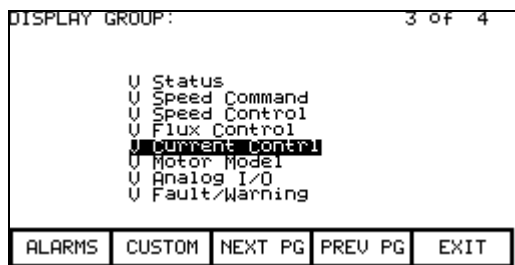 DISPLAY GROUP: 3 of 4
V Status
V Speed Command
V Speed Control
V Flux Control
V Current Contrl
V Motor Model
V Analog I/O
V Fault/Warning
ALARMS CUSTOM NEXT PG PREV PG EXIT